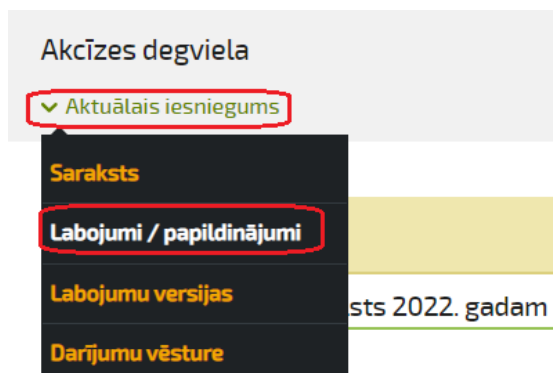 Akcīzes degviela
Aktuālais iesniegums
Saraksts
Labojumi / papildinājumi
Labojumu versijas
sts 2022. gadam
Darījumu vēsture